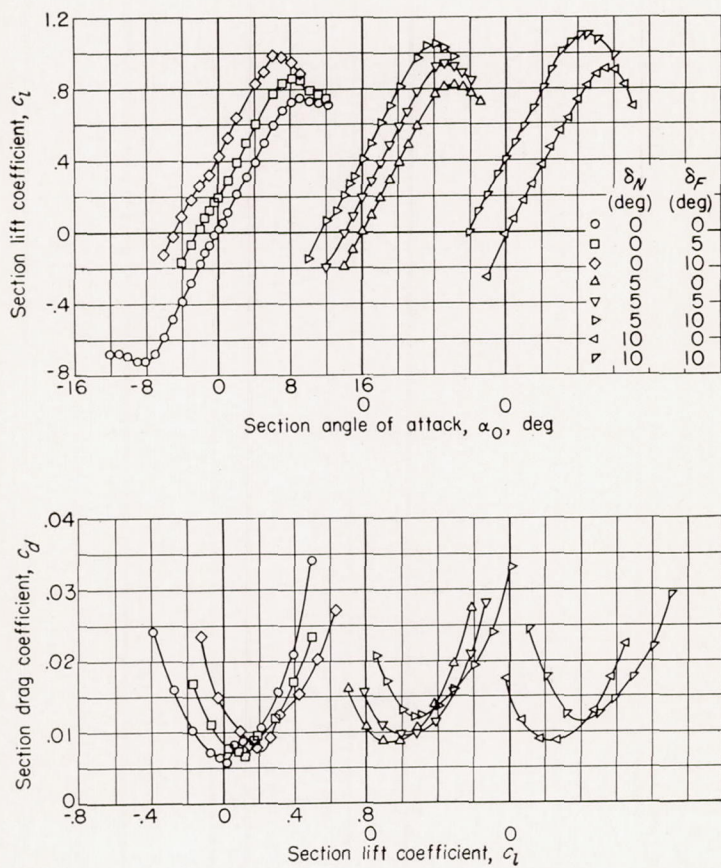 1.2
.8
.4
0
-.4
-.8
Section lift coefficient, c_l
-16 -8 0 8 16
0 0
Section angle of attack, α_0, deg
δ_N δ_F
(deg) (deg)
0 0
0 5
0 10
5 0
5 5
5 10
10 0
10 10
.04
.03
.02
.01
0
Section drag coefficient, c_d
-.8 -.4 0 .4 .8
0 0
Section lift coefficient, c_l